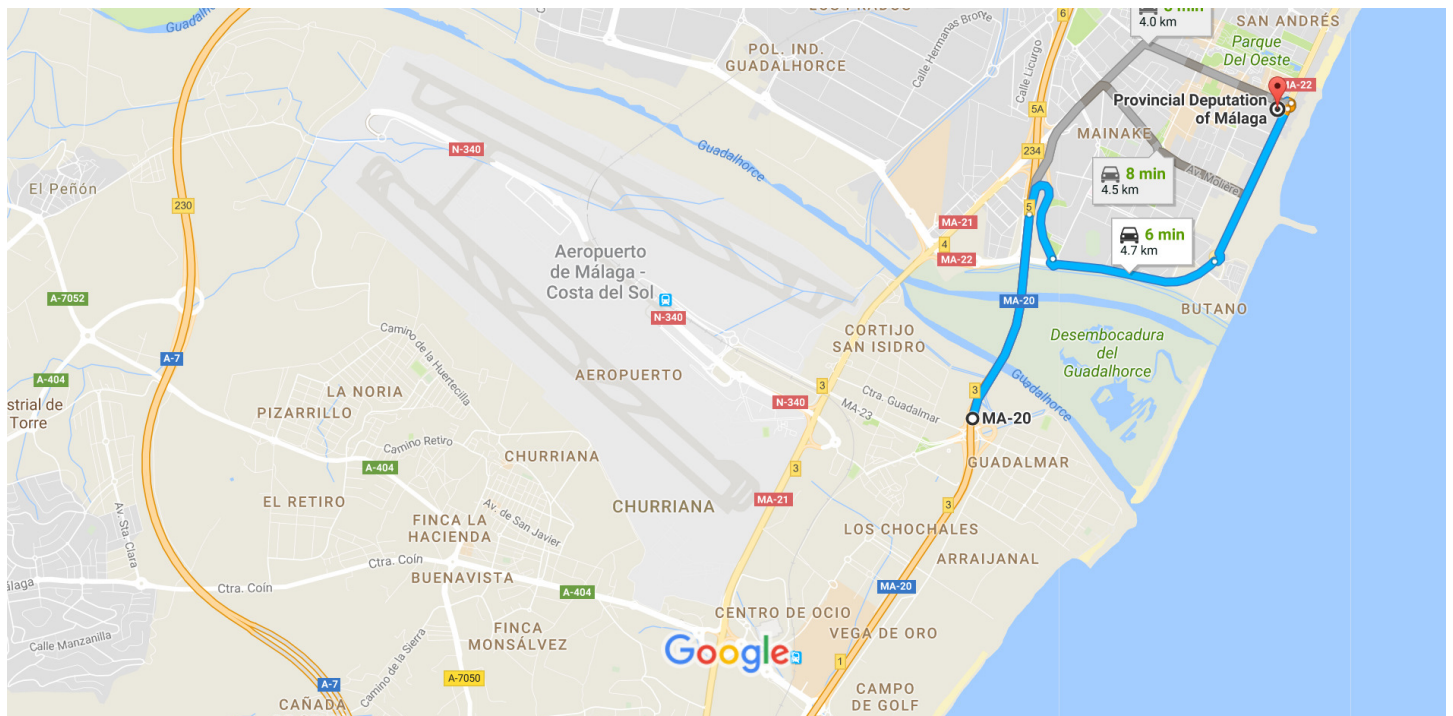 LOS PRADOS
Guadalhorce
Calle Hermanas Bronte
6
8 min
4.0 km
SAN ANDRÉS
Parque
Del Oeste
POL. IND.
GUADALHORCE
Calle Licurgo
MA-22
Provincial Deputation
of Málaga
5A
MAINAKE
N-340
Guadalhorce
234
El Peñón
8 min
4.5 km
Av. Molière
230
5
MA-21
4
6 min
4.7 km
Aeropuerto
de Málaga -
Costa del Sol
MA-22
A-7052
MA-20
BUTANO
N-340
CORTIJO
SAN ISIDRO
Desembocadura
del
Guadalhorce
Camino de la Huertecilla
A-7
A-404
AEROPUERTO
Guadalhorce
LA NORIA
3
3
Ctra. Guadalmar
strial de
Torre
PIZARRILLO
N-340
MA-23
MA-20
Camino Retiro
CHURRIANA
A-404
3
GUADALMAR
EL RETIRO
Av. Sta. Clara
Av. de San Javier
CHURRIANA
MA-21
3
FINCA LA
HACIENDA
LOS CHOCHALES
ARRAIJANAL
Ctra. Coín
álaga
Ctra. Coín
BUENAVISTA
A-404
MA-20
CENTRO DE OCIO
FINCA
MONSÁLVEZ
VEGA DE ORO
Calle Manzanilla
Camino de la Sierra
Google
1
A-7050
A-7
CAÑADA
CAMPO
DE GOLF